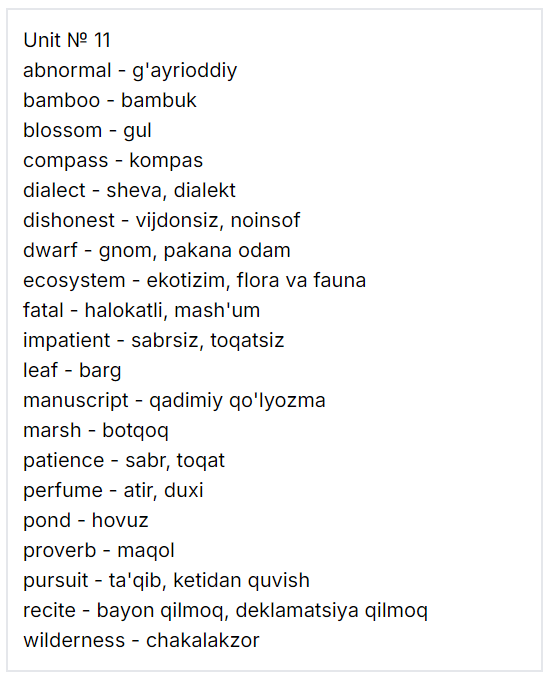 Unit № 11
abnormal - g'ayrioddiy
bamboo - bambuk
blossom - gul
compass - kompas
dialect - sheva, dialekt
dishonest - vijdonsiz, noinsof
dwarf - gnom, pakana odam
ecosystem - ekotizim, flora va fauna
fatal - halokatli, mash'um
impatient - sabrsiz, toqatsiz
leaf - barg
manuscript - qadimiy qo'lyozma
marsh - botqoq
patience - sabr, toqat
perfume - atir, duxi
pond - hovuz
proverb - maqol
pursuit - ta'qib, ketidan quvish
recite - bayon qilmoq, deklamatsiya qilmoq
wilderness - chakalakzor